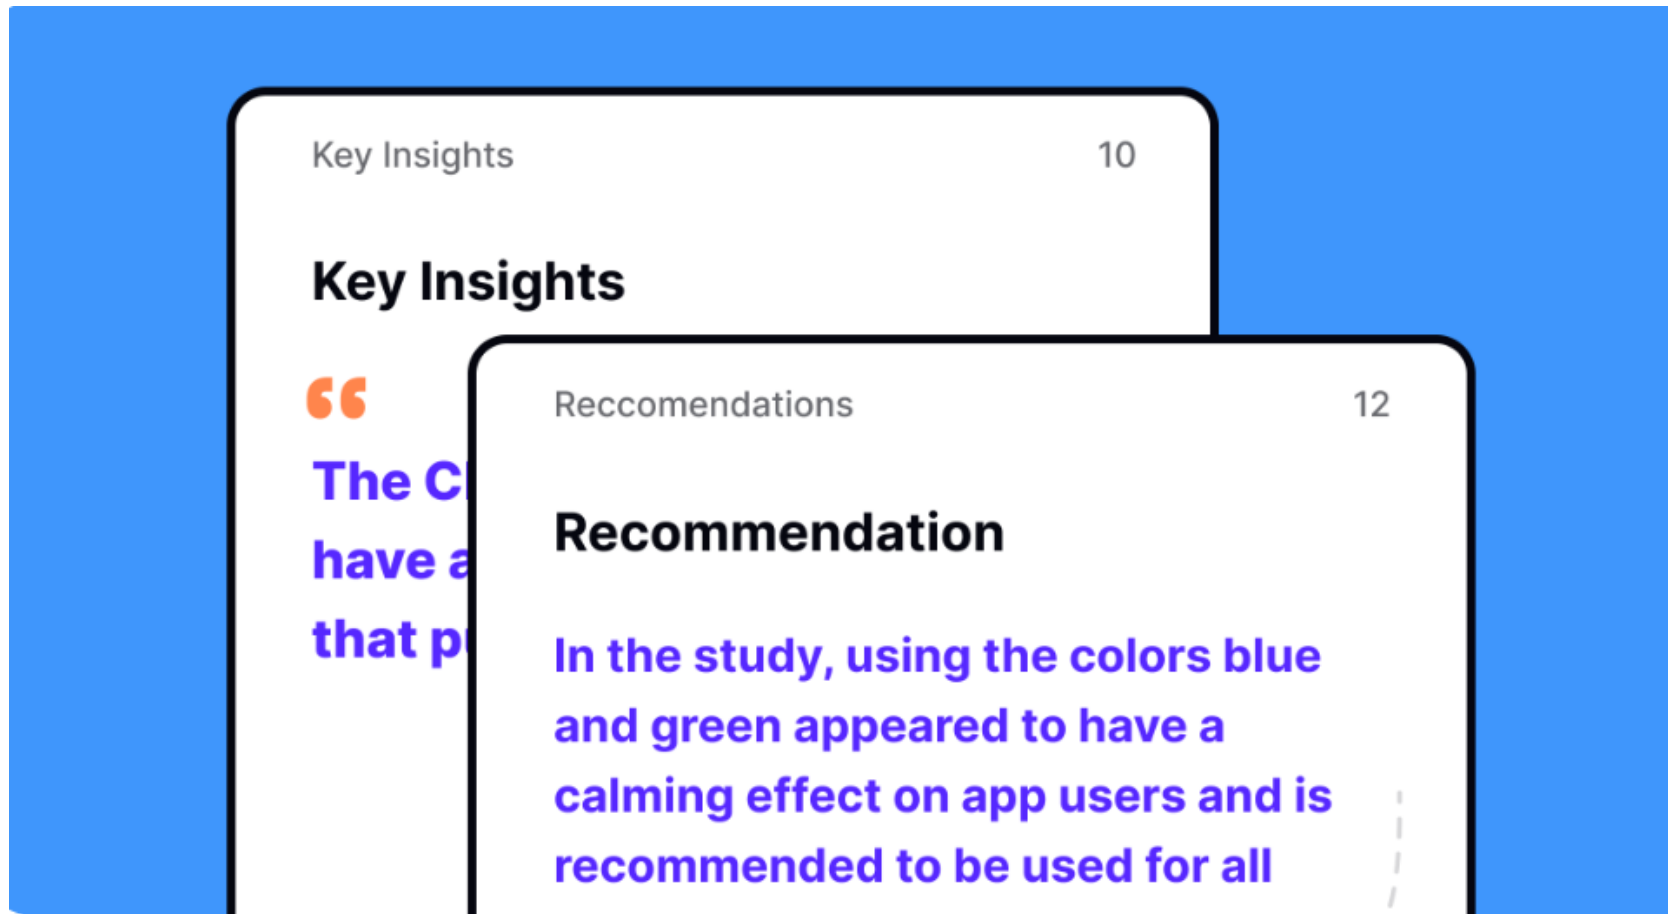 Key Insights 10
Key Insights
“
The
have
that
Reccomendations 12
Recommendation
In the study, using the colors blue
and green appeared to have a
calming effect on app users and is
recommended to be used for all